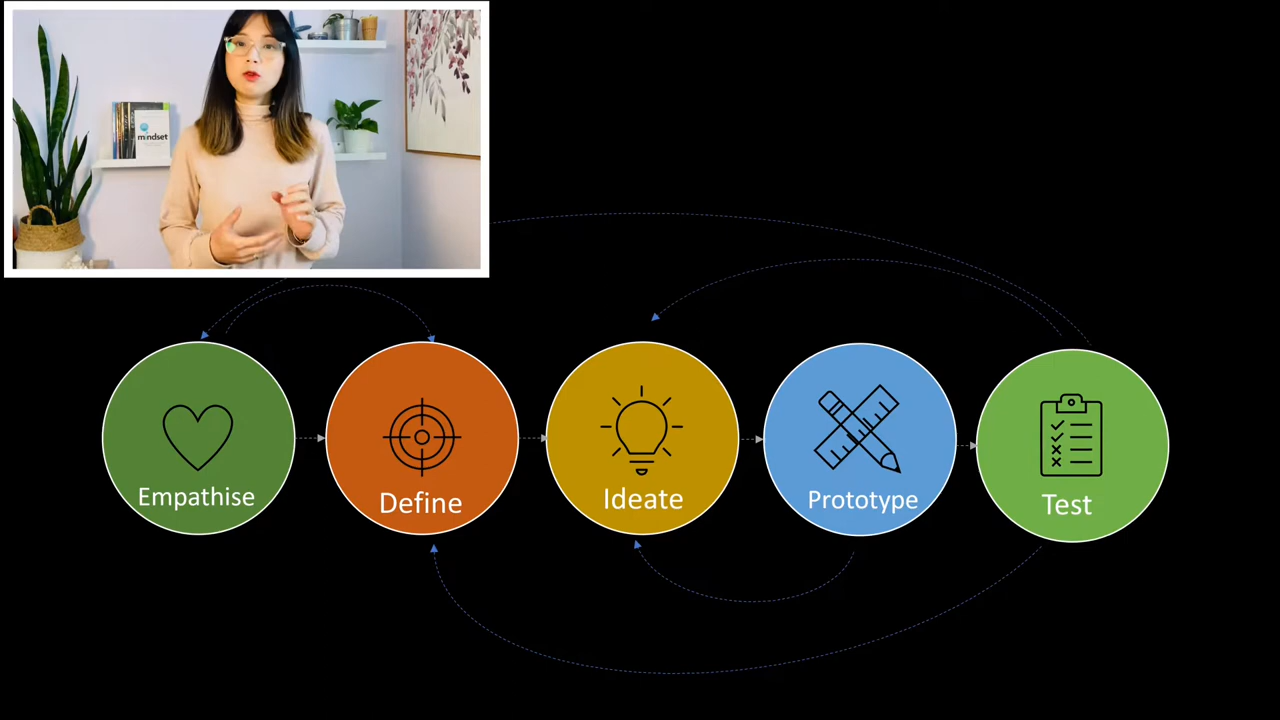 mindset
Empathise
Define
Ideate
Prototype
Test